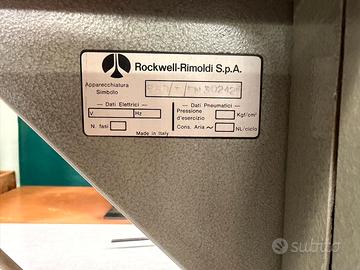 Rockwell-Rimoldi S.p.A.
Apparecchiatura
Simbolo
Dati Elettrici
V Hz
N. fasi
Dati Pneumatici
Pressione
d'esercizio Kgf/cm²
Cons. Aria ~ NL/ciclo
Made in Italy
subito